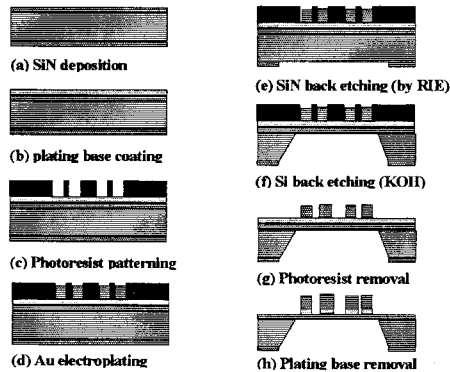 (a) SiN deposition
(b) plating base coating
(c) Photoresist patterning
(d) Au electroplating
(e) SiN back etching (by RIE)
(f) Si back etching (KOH)
(g) Photoresist removal
(h) Plating base removal